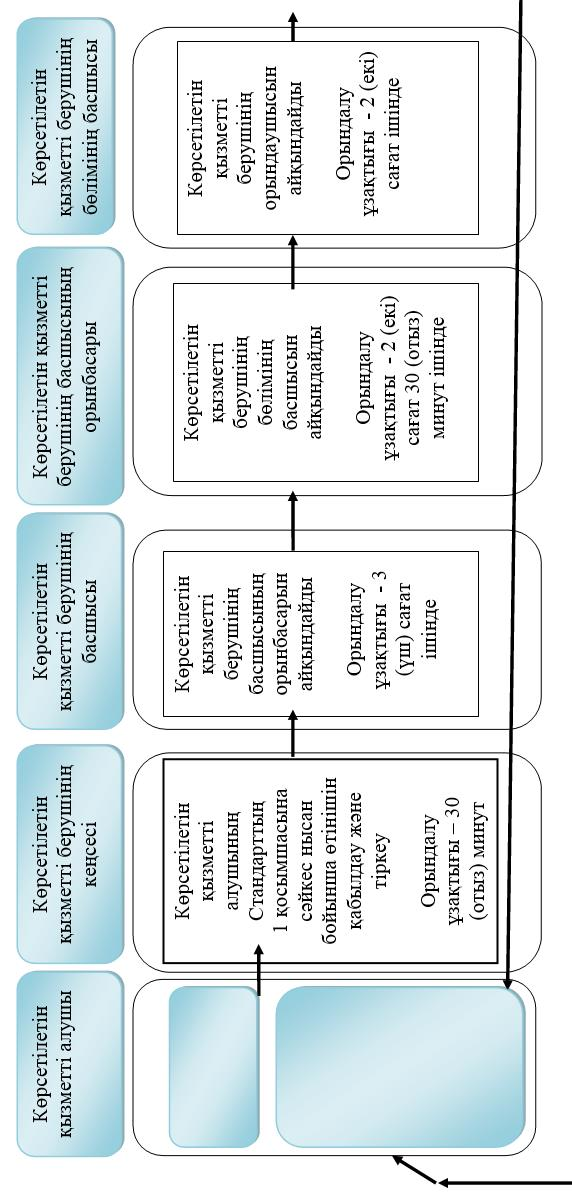 Көрсетілетін
қызметті алушы
Көрсетілетін
қызметті берушінің
кеңсесі
Көрсетілетін
қызметті берушінің
басшысы
Көрсетілетін қызметті
берушінің басшысының
орынбасары
Көрсетілетін
қызметті берушінің
бөлімінің басшысы
Көрсетілетін
қызметті
алушының
Стандарттың
1 қосымшасына
сәйкес нысан
бойынша өтінішін
қабылдау және
тіркеу
Орындалу
ұзақтығы – 30
(отыз) минут
Көрсетілетін
қызметті
берушінің
басшысының
орынбасарын
айқындайды
Орындалу
ұзақтығы - 3
(үш) сағат
ішінде
Көрсетілетін
қызметті
берушінің
бөлімінің
басшысын
айқындайды
Орындалу
ұзақтығы - 2 (екі)
сағат 30 (отыз)
минут ішінде
Көрсетілетін
қызметті
берушінің
орындаушысын
айқындайды
Орындалу
ұзақтығы - 2 (екі)
сағат ішінде